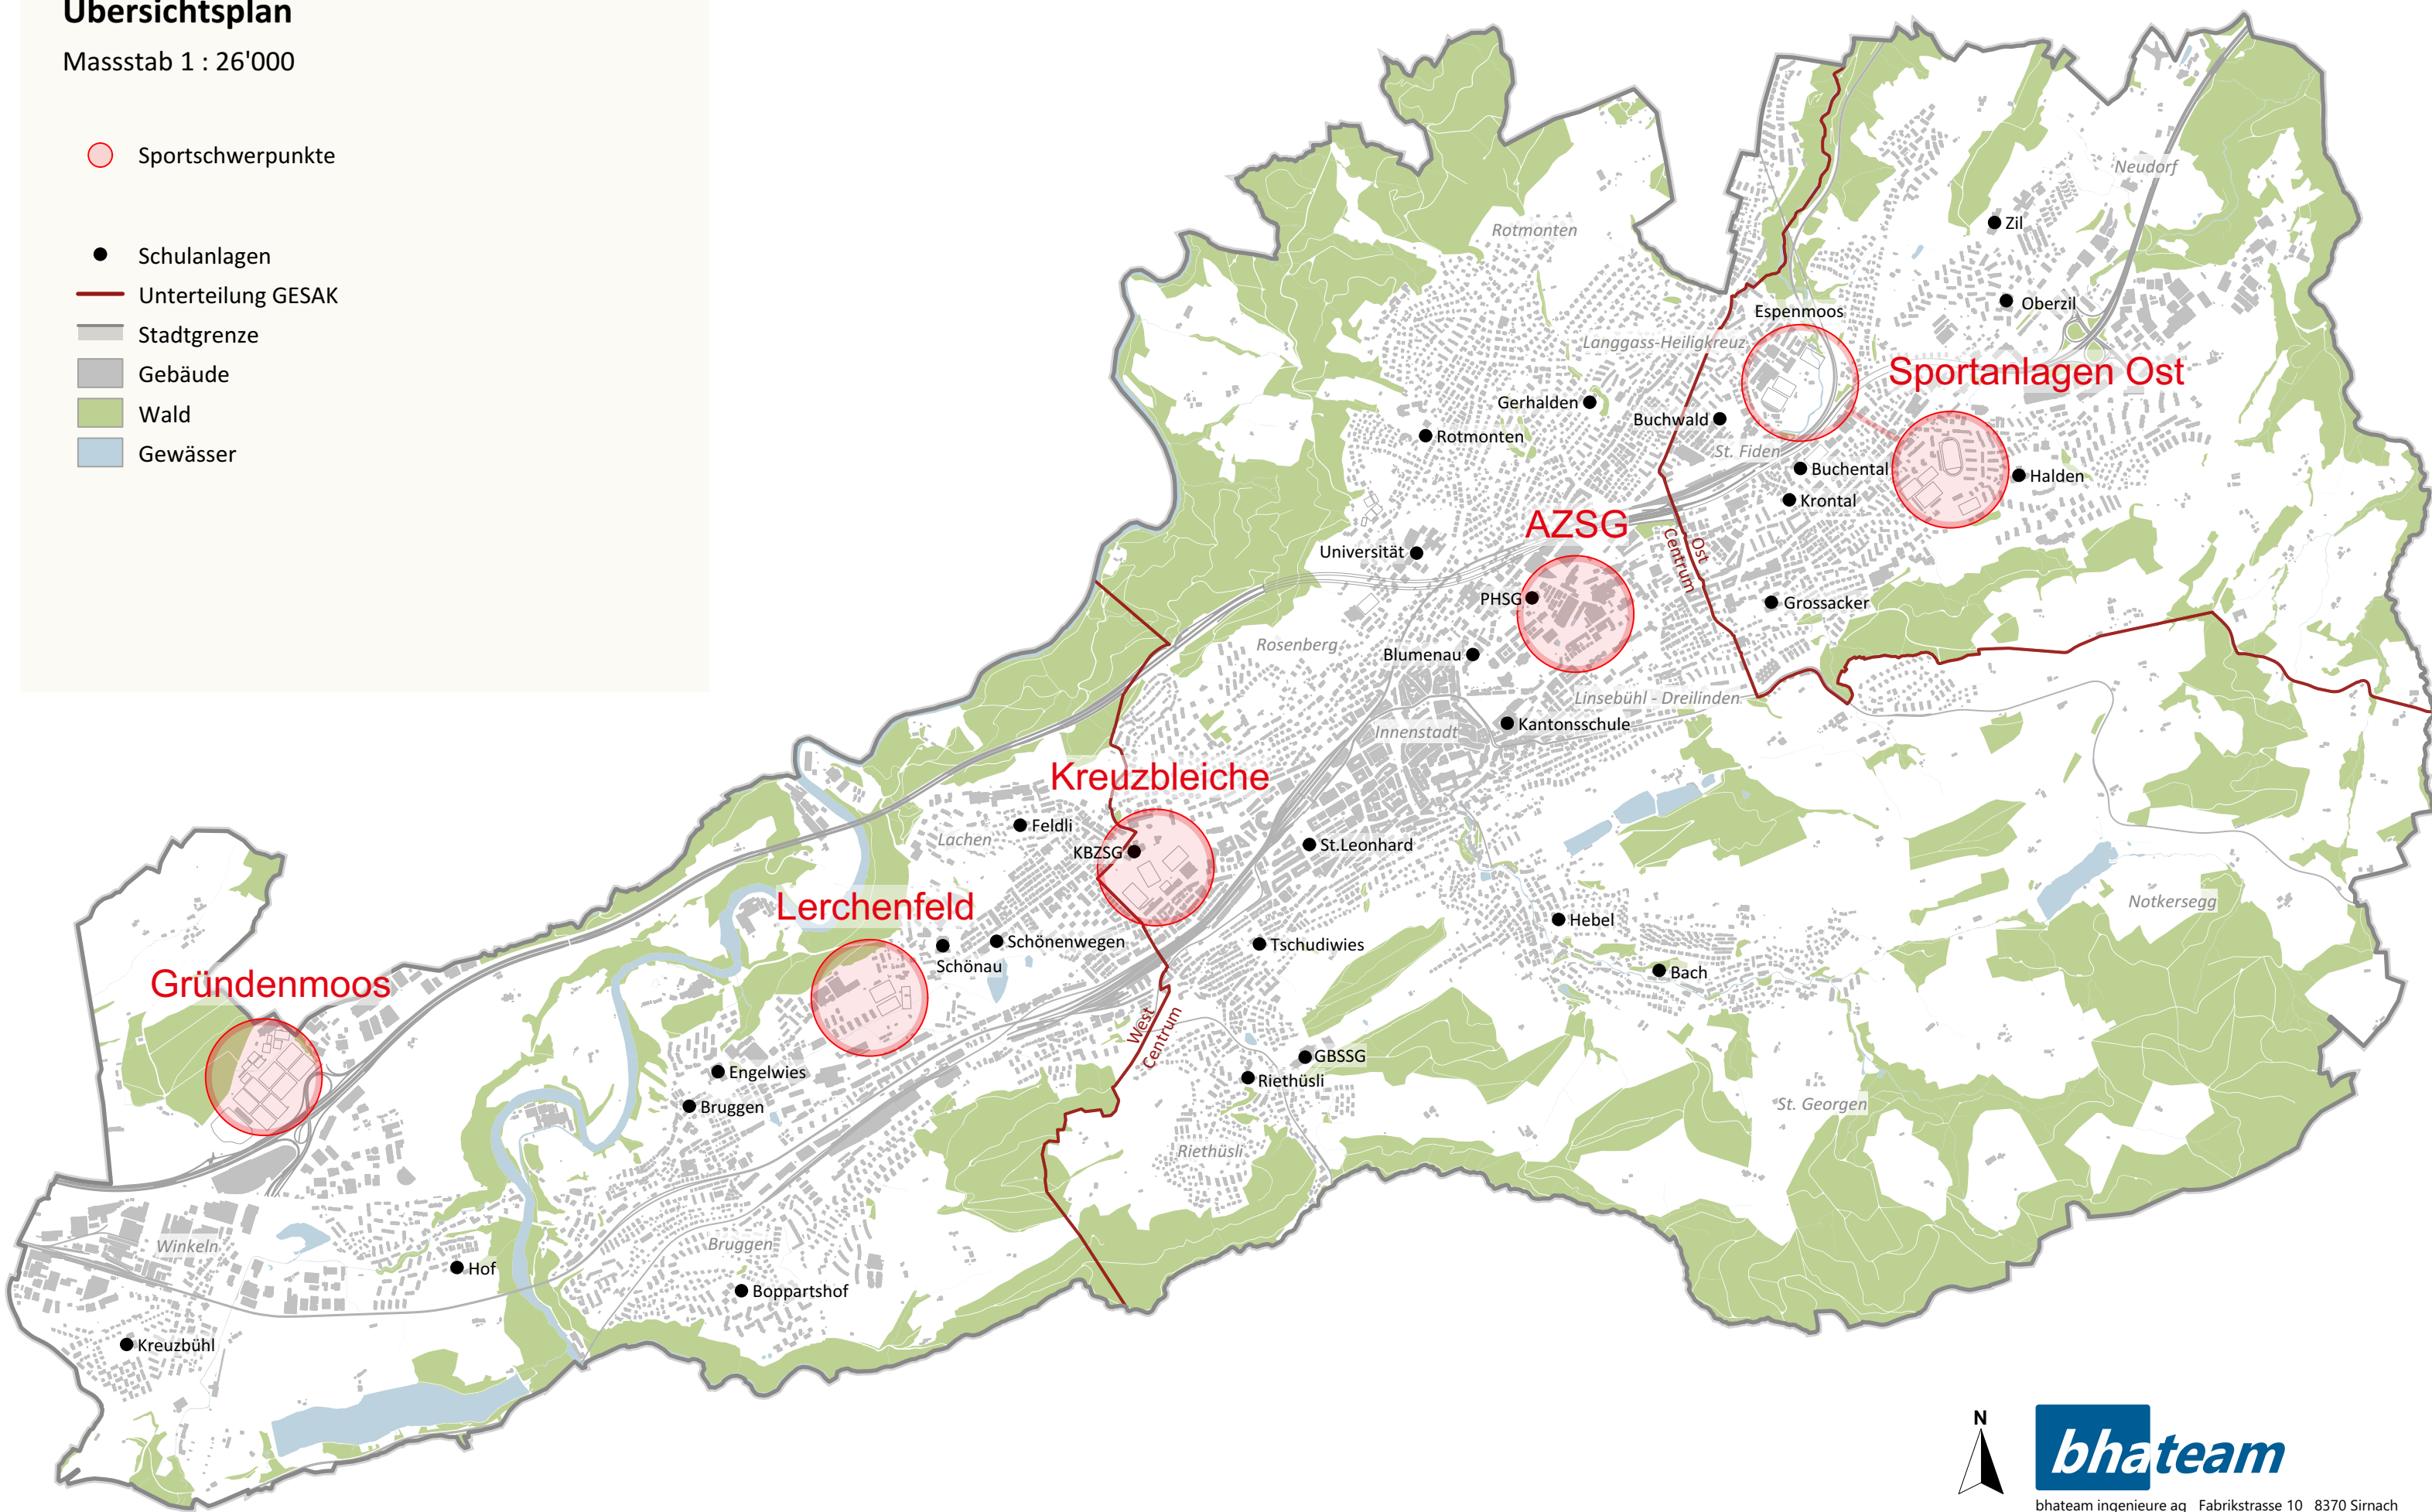 Übersichtsplan
Massstab 1 : 26'000
Sportschwerpunkte
Schulanlagen
Unterteilung GESAK
Stadtgrenze
Gebäude
Wald
Gewässer
Neudorf
Zil
Rotmonten
Oberzil
Espenmoos
Langgass-Heiligkreuz
Sportanlagen Ost
Gerhalden
Buchwald
Rotmonten
St. Fiden
Buchental
Halden
Krontal
AZSG
Universität
Ost
Centrum
PHSG
Grossacker
Rosenberg
Blumenau
Linsebühl - Dreilinden
Kantonsschule
Innenstadt
Kreuzbleiche
Feldli
Lachen
KBZSG
St.Leonhard
Notkersegg
Lerchenfeld
Hebel
Schönenwegen
Tschudiwies
Schönau
Bach
Gründenmoos
West
Centrum
GBSSG
Engelwies
Riethüsli
Bruggen
St. Georgen
Riethüsli
Winkeln
Bruggen
Hof
Boppartshof
Kreuzbühl
N
bhateam
bhateam ingenieure ag Fabrikstrasse 10 8370 Sirnach